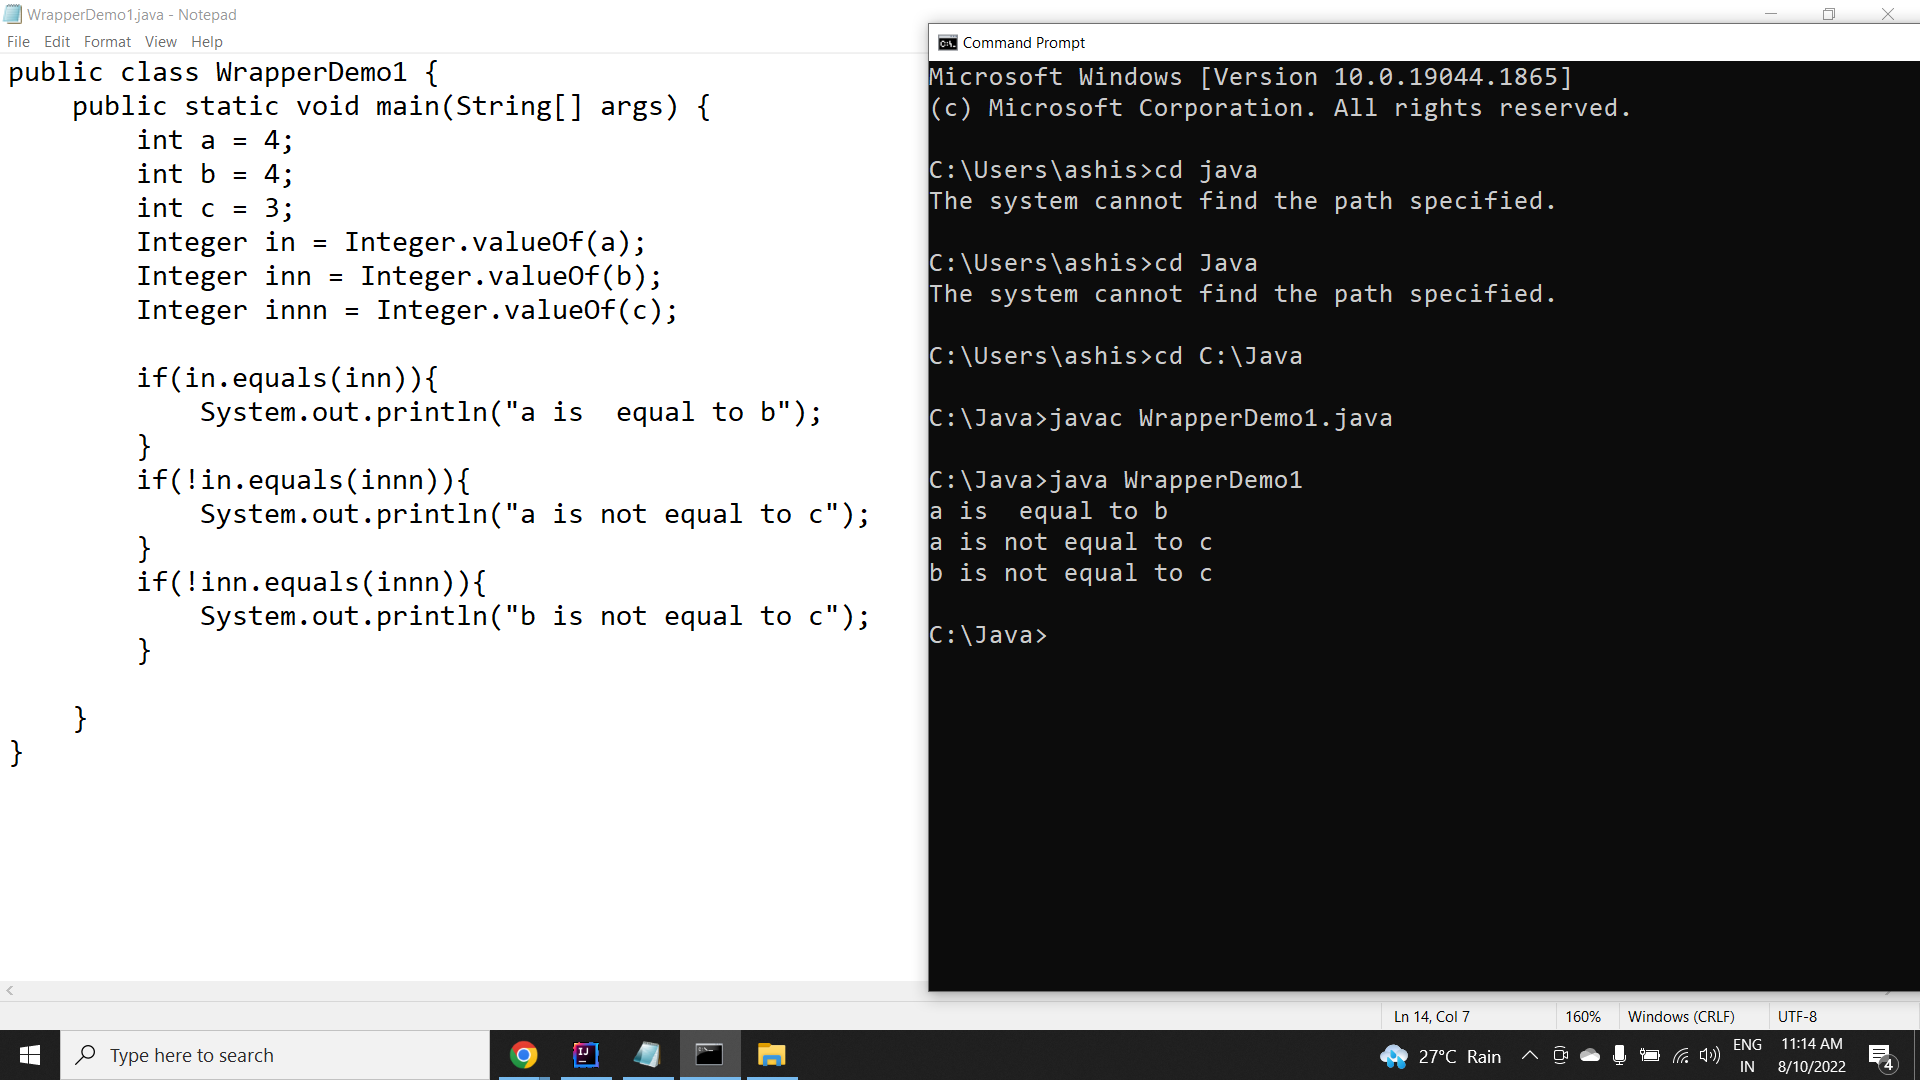 WrapperDemo1.java - Notepad
File Edit Format View Help
public class WrapperDemo1 {
    public static void main(String[] args) {
        int a = 4;
        int b = 4;
        int c = 3;
        Integer in = Integer.valueOf(a);
        Integer inn = Integer.valueOf(b);
        Integer innn = Integer.valueOf(c);
        if(in.equals(inn)){
            System.out.println("a is  equal to b");
        }
        if(!in.equals(innn)){
            System.out.println("a is not equal to c");
        }
        if(!inn.equals(innn)){
            System.out.println("b is not equal to c");
        }
    }
}
Command Prompt
Microsoft Windows [Version 10.0.19044.1865]
(c) Microsoft Corporation. All rights reserved.
C:\Users\ashis>cd java
The system cannot find the path specified.
C:\Users\ashis>cd Java
The system cannot find the path specified.
C:\Users\ashis>cd C:\Java
C:\Java>javac WrapperDemo1.java
C:\Java>java WrapperDemo1
a is  equal to b
a is not equal to c
b is not equal to c
C:\Java>
Ln 14, Col 7 160% Windows (CRLF) UTF-8
Type here to search
IJ
27°C Rain
ENG
IN
11:14 AM
8/10/2022
4